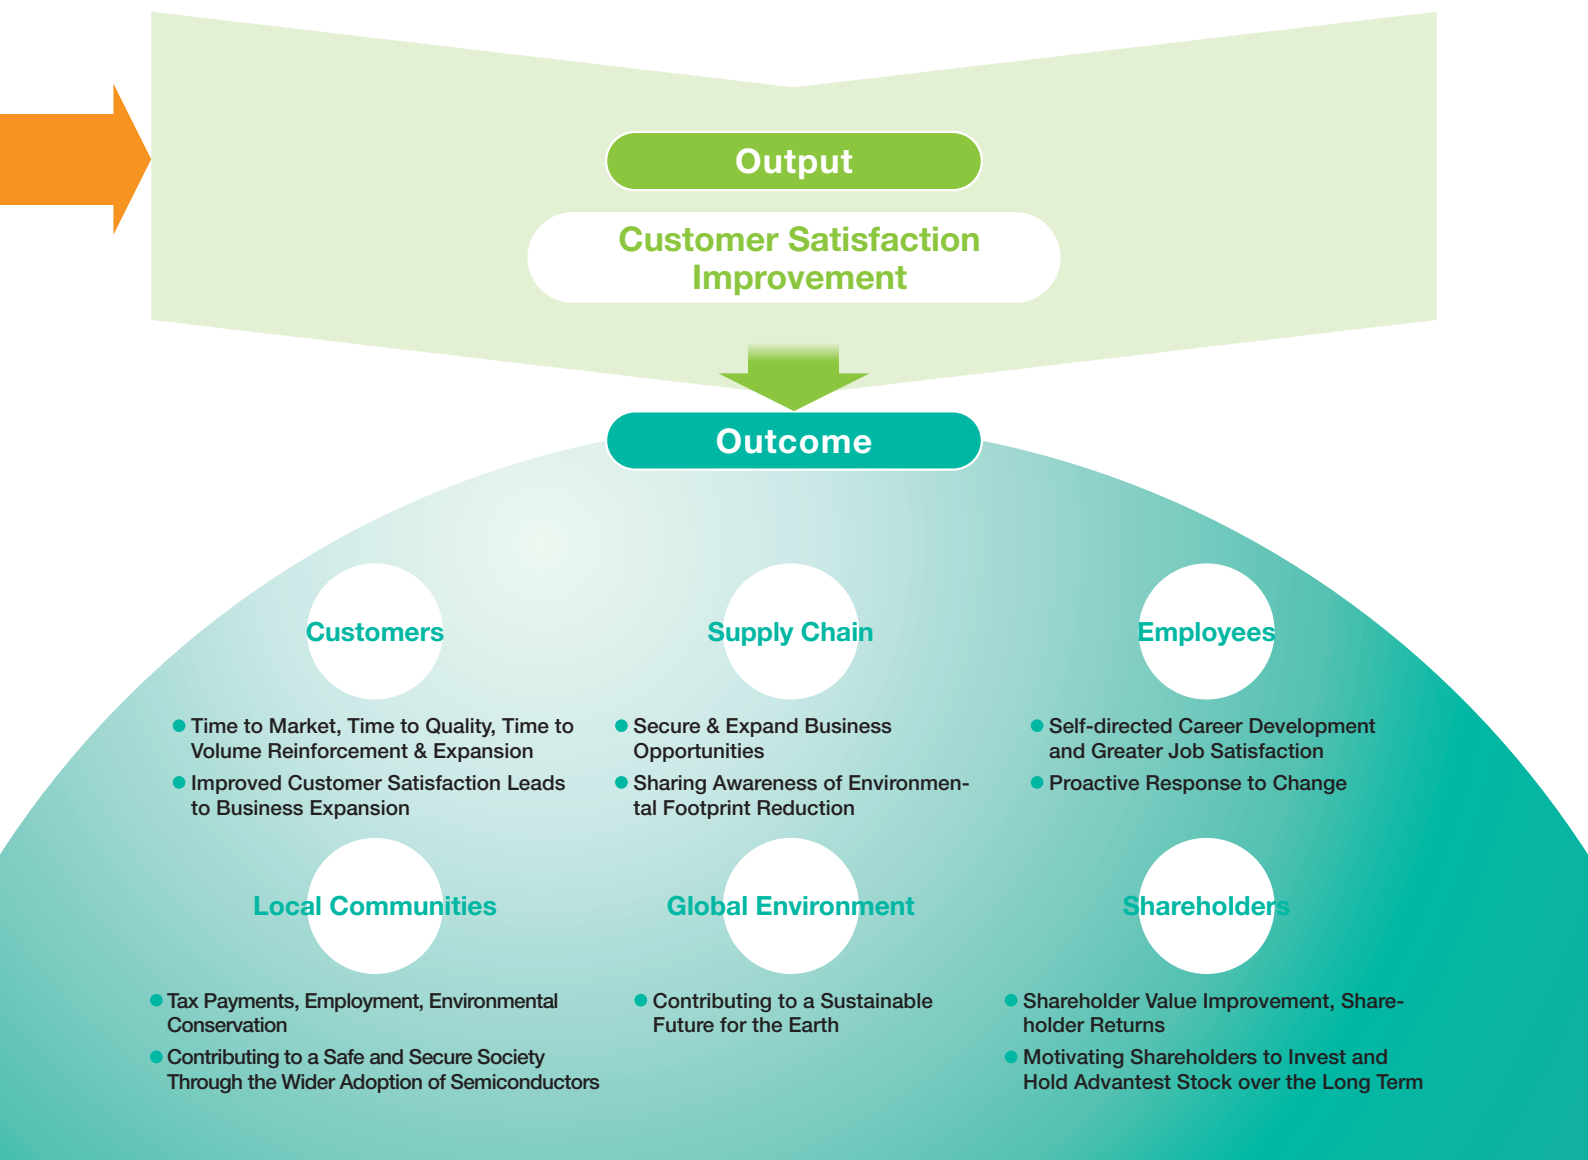 Output
Customer Satisfaction
Improvement
Outcome
Customers
Time to Market, Time to Quality, Time to
Volume Reinforcement & Expansion
Improved Customer Satisfaction Leads
to Business Expansion
Supply Chain
Secure & Expand Business
Opportunities
Sharing Awareness of Environmen-
tal Footprint Reduction
Employees
Self-directed Career Development
and Greater Job Satisfaction
Proactive Response to Change
Local Communities
Tax Payments, Employment, Environmental
Conservation
Contributing to a Safe and Secure Society
Through the Wider Adoption of Semiconductors
Global Environment
Contributing to a Sustainable
Future for the Earth
Shareholders
Shareholder Value Improvement, Share-
holder Returns
Motivating Shareholders to Invest and
Hold Advantest Stock over the Long Term